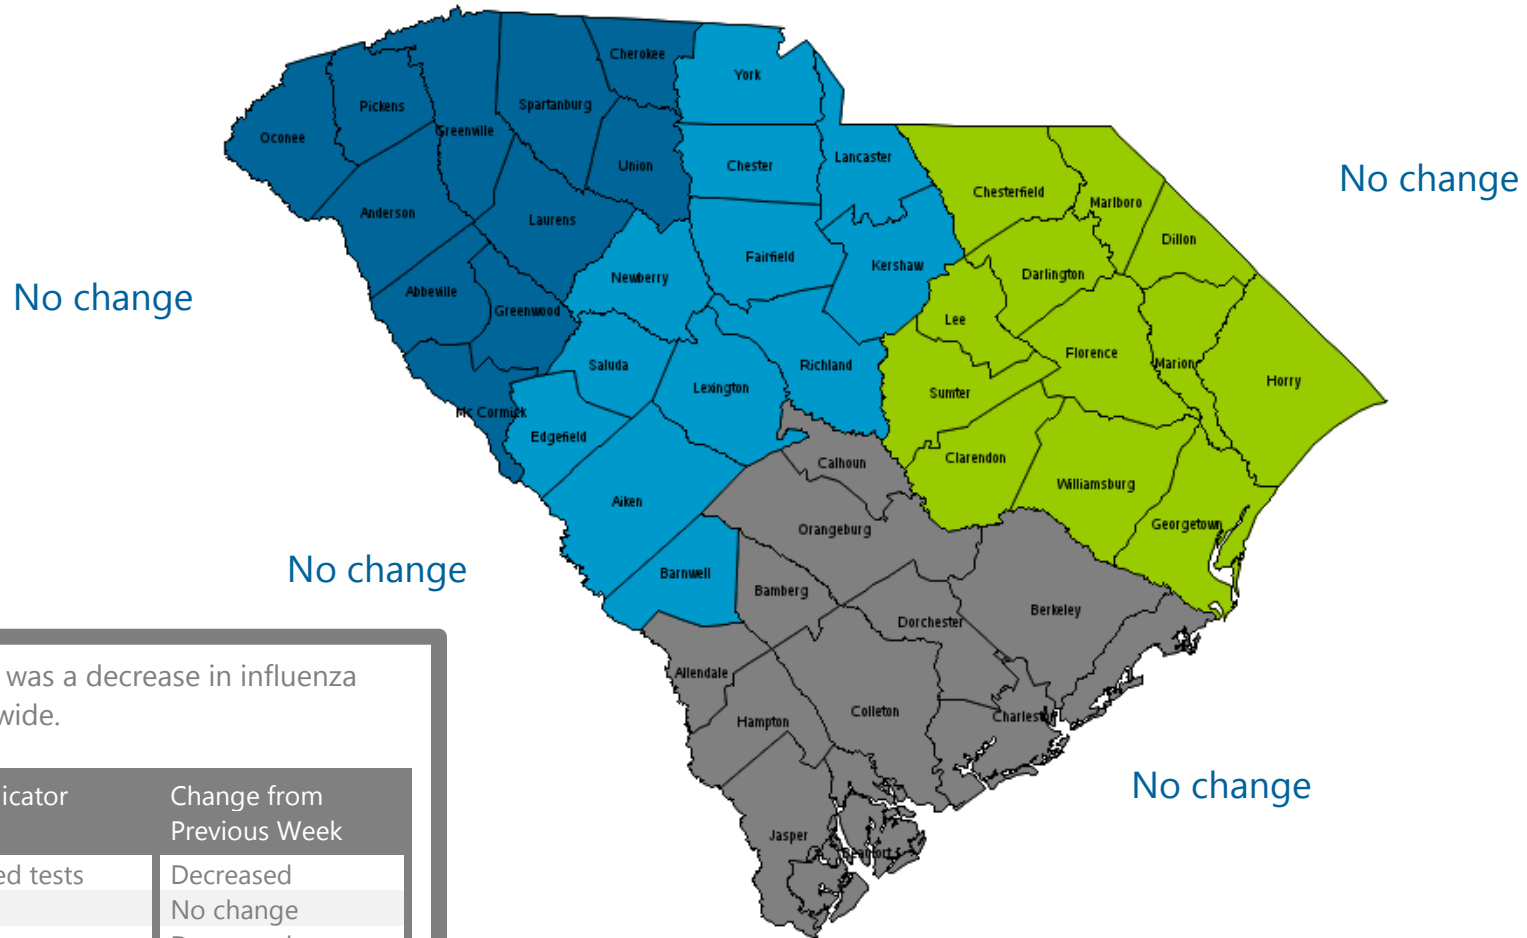 Cherokee
York
Pickens
Spartanburg
Greenville
Oconee
Union
Chester
Lancaster
No change
Chesterfield
Marlboro
Anderson
Laurens
Dillon
Fairfield
Kershaw
Newberry
Darlington
No change
Abbeville
Greenwood
Lee
Saluda
Richland
Florence
Marion
Horry
Lexington
Sumter
Mc Cormick
Edgefield
Calhoun
Clarendon
Williamsburg
Aiken
Orangeburg
Georgetown
No change
Barnwell
Bamberg
Berkeley
Dorchester
Allendale
was a decrease in influenza
wide.
Hampton
Colleton
No change
Jasper
icator
Change from
Previous Week
ed tests
Decreased
No change